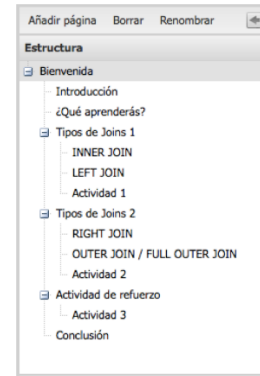 Añadir página Borrar Renombrar
Estructura
Bienvenida
Introducción
¿Qué aprenderás?
Tipos de Joins 1
INNER JOIN
LEFT JOIN
Actividad 1
Tipos de Joins 2
RIGHT JOIN
OUTER JOIN / FULL OUTER JOIN
Actividad 2
Actividad de refuerzo
Actividad 3
Conclusión